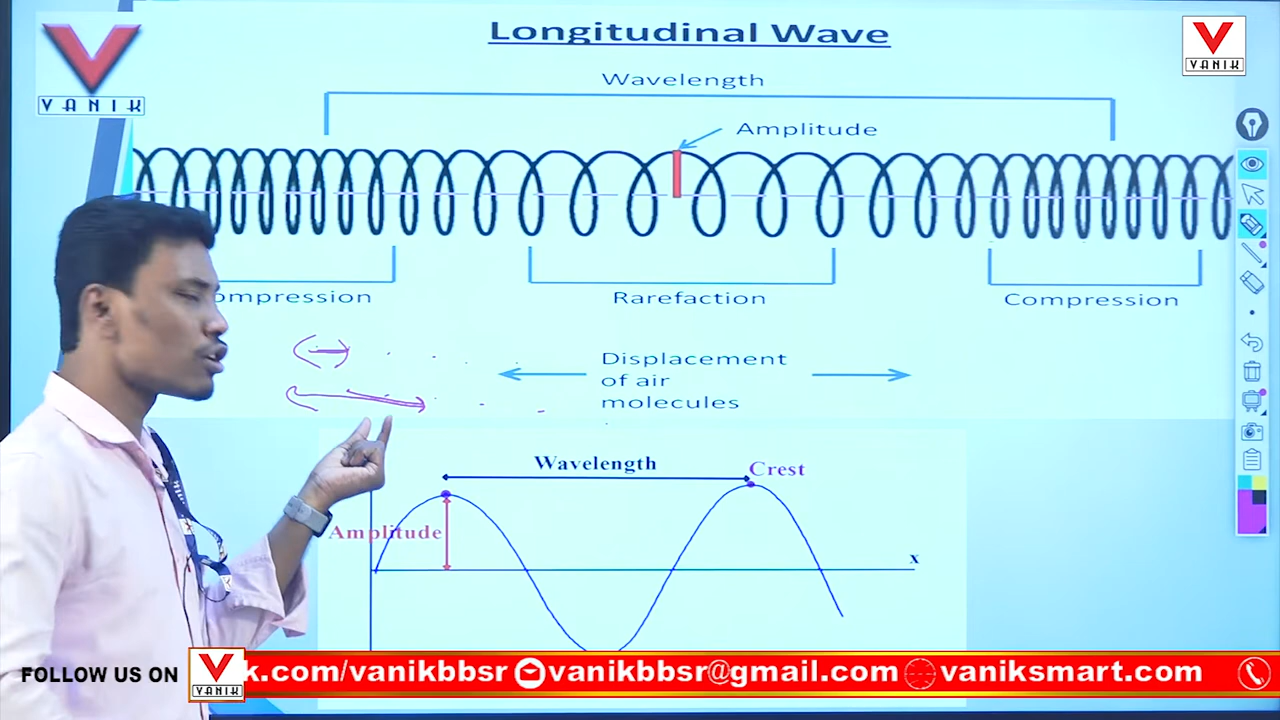 Longitudinal Wave
VANIK
VANIK
Wavelength
Amplitude
ompression
Rarefaction
Compression
Displacement
of air
molecules
Wavelength
Crest
Amplitude
x
FOLLOW US ON
VANIK
k.com/vanikbbsr vanikbbsr@gmail.com vaniksmart.com